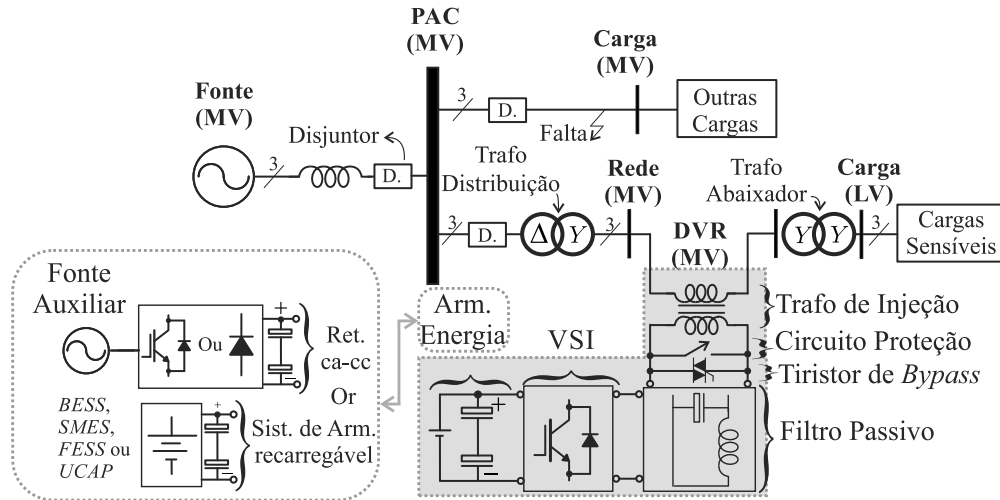 PAC
(MV)
Fonte
(MV)
3
Disjuntor
D.
3
D.
Falta
Carga
(MV)
Outras
Cargas
Trafo
Distribuição
3
D.
Δ Y
3
Rede
(MV)
DVR
(MV)
Trafo
Abaixador
Y Y
Carga
(LV)
3
Cargas
Sensíveis
Trafo de Injeção
Circuito Proteção
Tiristor de Bypass
Filtro Passivo
Arm.
Energia
VSI
+
−
Fonte
Auxiliar
Ou
+
−
Ret.
ca-cc
Or
BESS,
SMES,
FESS ou
UCAP
+
−
Sist. de Arm.
recarregável